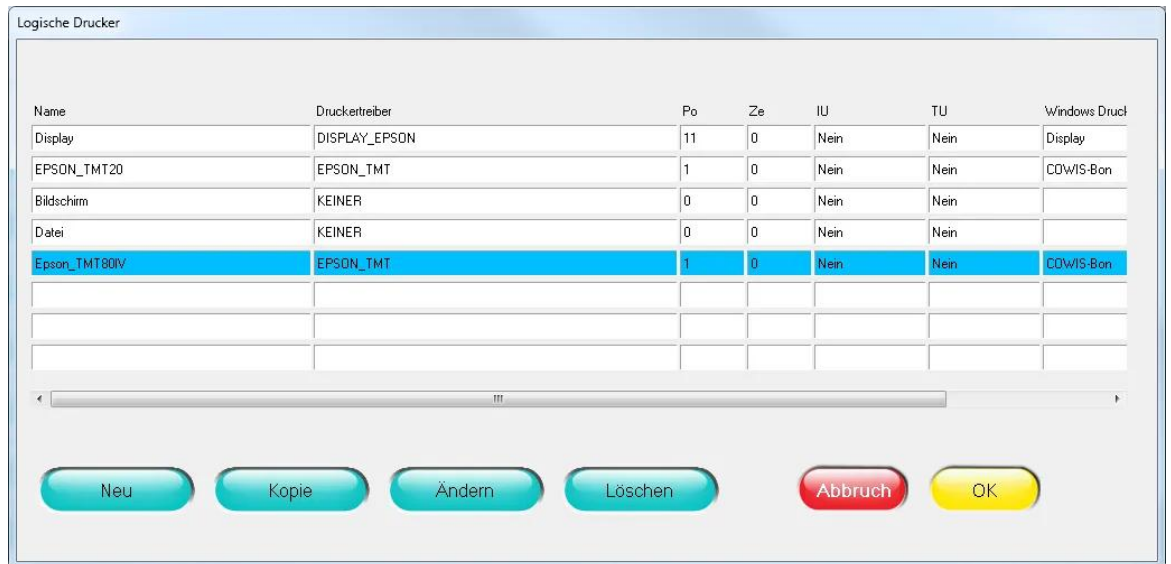 Logische Drucker
Name Druckertreiber Po Ze IU TU Windows Druck
Display DISPLAY_EPSON 11 0 Nein Nein Display
EPSON_TMT20 EPSON_TMT 1 0 Nein Nein COWIS-Bon
Bildschirm KEINER 0 0 Nein Nein
Datei KEINER 0 0 Nein Nein
Epson_TMT80IV EPSON_TMT 1 0 Nein Nein COWIS-Bon
Neu Kopie Ändern Löschen Abbruch OK